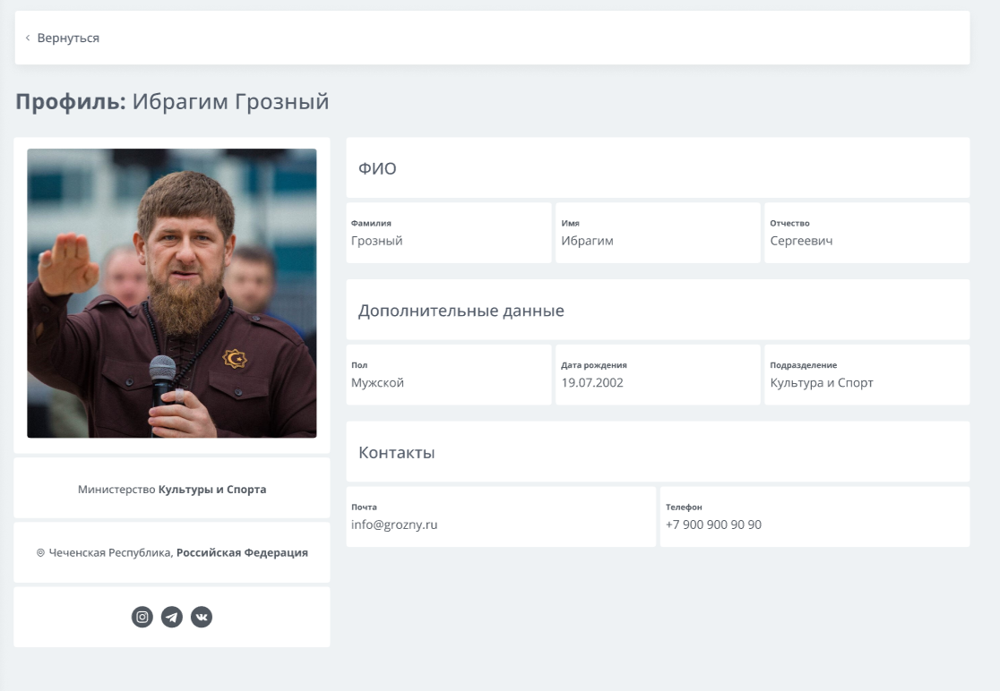 Вернуться
Профиль: Ибрагим Грозный
ФИО
Фамилия
Грозный
Имя
Ибрагим
Отчество
Сергеевич
Дополнительные данные
Пол
Мужской
Дата рождения
19.07.2002
Подразделение
Культура и Спорт
Контакты
Почта
info@grozny.ru
Телефон
+7 900 900 90 90
Министерство Культуры и Спорта
Чеченская Республика, Российская Федерация